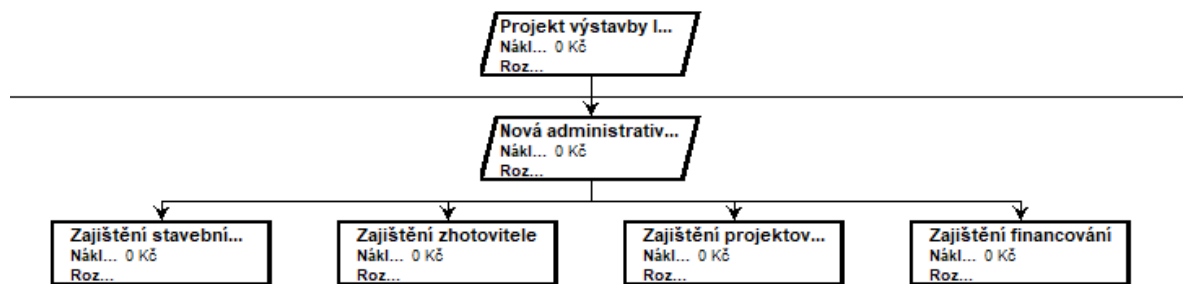 Projekt výstavby l...
Nákl... 0 Kč
Roz...
Nová administrativ...
Nákl... 0 Kč
Roz...
Zajištění stavební...
Nákl... 0 Kč
Roz...
Zajištění zhotovitele
Nákl... 0 Kč
Roz...
Zajištění projektov...
Nákl... 0 Kč
Roz...
Zajištění financování
Nákl... 0 Kč
Roz...